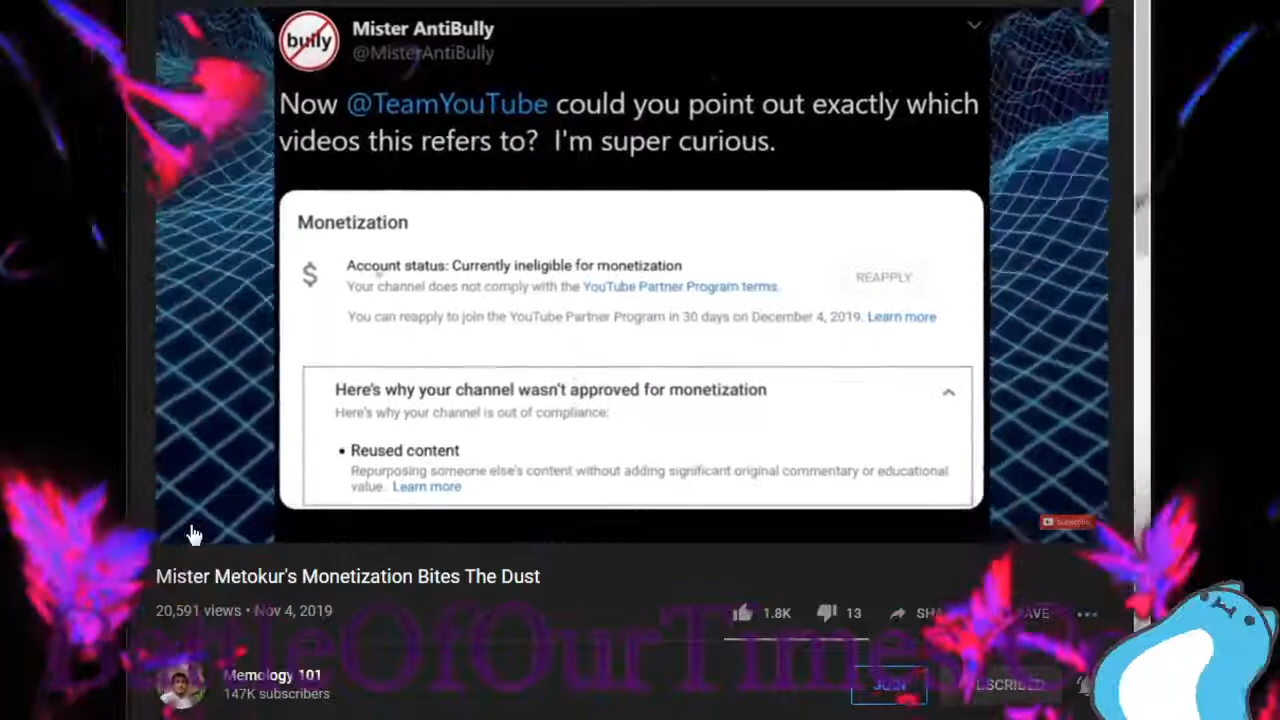 bully
Mister AntiBully
@MisterAntiBully
Now @TeamYouTube could you point out exactly which
videos this refers to? I'm super curious.
Monetization
$
Account status: Currently ineligible for monetization
Your channel does not comply with the YouTube Partner Program terms.
REAPPLY
You can reapply to join the YouTube Partner Program in 30 days on December 4, 2019. Learn more
Here's why your channel wasn't approved for monetization
Here's why your channel is out of compliance:
• Reused content
Repurposing someone else's content without adding significant original commentary or educational
value. Learn more
Subscribe
Mister Metokur's Monetization Bites The Dust
20,591 views • Nov 4, 2019
1.8K
13
BattleOfOurTimes.Co
Memology 101
147K subscribers
JOIN